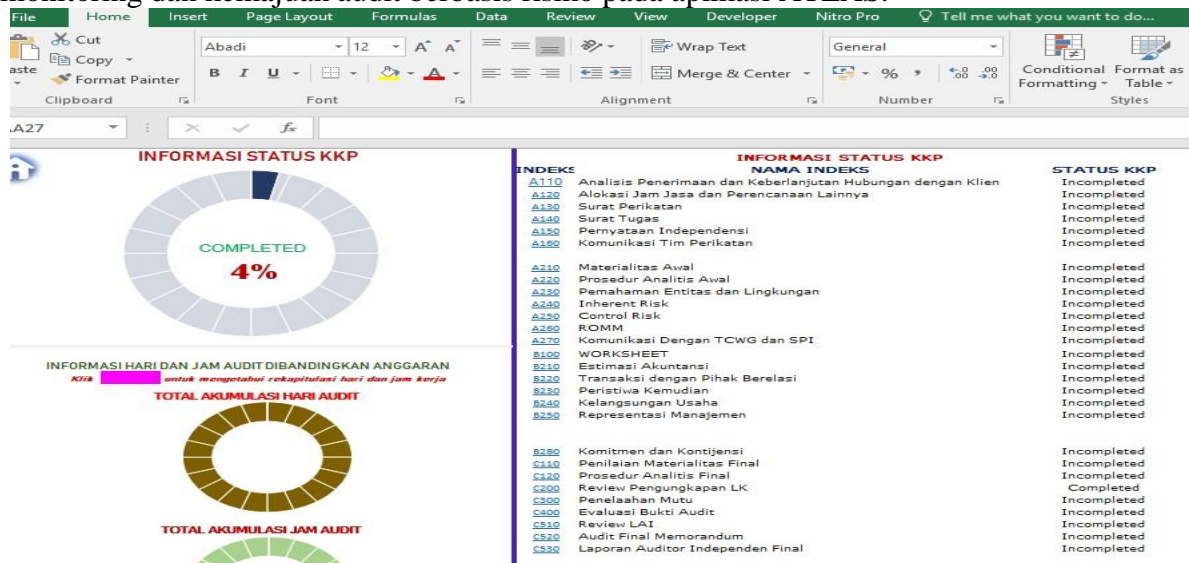 monitoring dan kemajuan audit berbasis risiko pada aplikasi ATLAS.
File Home Insert Page Layout Formulas Data Review View Developer Nitro Pro Tell me what you want to do...
Cut
Copy
aste
Format Painter
Clipboard
Abadi 12
B I U
Font
Wrap Text
Merge & Center
Alignment
General
%
Number
Conditional Formatting
Format as Table
Styles
A27
fx
INFORMASI STATUS KKP
COMPLETED
4%
INFORMASI HARI DAN JAM AUDIT DIBANDINGKAN ANGGARAN
Klik untuk mengetahui rekapitulasi hari dan jam kerja
TOTAL AKUMULASI HARI AUDIT
TOTAL AKUMULASI JAM AUDIT
INFORMASI STATUS KKP
INDEKS NAMA INDEKS STATUS KKP
A110 Analisis Penerimaan dan Keberlanjutan Hubungan dengan Klien Incompleted
A120 Alokasi Jam Jasa dan Perencanaan Lainnya Incompleted
A130 Surat Perikatan Incompleted
A140 Surat Tugas Incompleted
A150 Pernyataan Independensi Incompleted
A160 Komunikasi Tim Perikatan Incompleted
A210 Materialitas Awal Incompleted
A220 Prosedur Analitis Awal Incompleted
A230 Pemahaman Entitas dan Lingkungan Incompleted
A240 Inherent Risk Incompleted
A250 Control Risk Incompleted
A260 ROMM Incompleted
A270 Komunikasi Dengan TCWG dan SPI Incompleted
B100 WORKSHEET Incompleted
B210 Estimasi Akuntansi Incompleted
B220 Transaksi dengan Pihak Berelasi Incompleted
B230 Peristiwa Kemudian Incompleted
B240 Kelangsungan Usaha Incompleted
B250 Representasi Manajemen Incompleted
B280 Komitmen dan Kontijensi Incompleted
C110 Penilaian Materialitas Final Incompleted
C120 Prosedur Analitis Final Incompleted
C200 Review Pengungkapan LK Completed
C300 Penelaahan Mutu Incompleted
C400 Evaluasi Bukti Audit Incompleted
C510 Review LAI Incompleted
C520 Audit Final Memorandum Incompleted
C530 Laporan Auditor Independen Final Incompleted